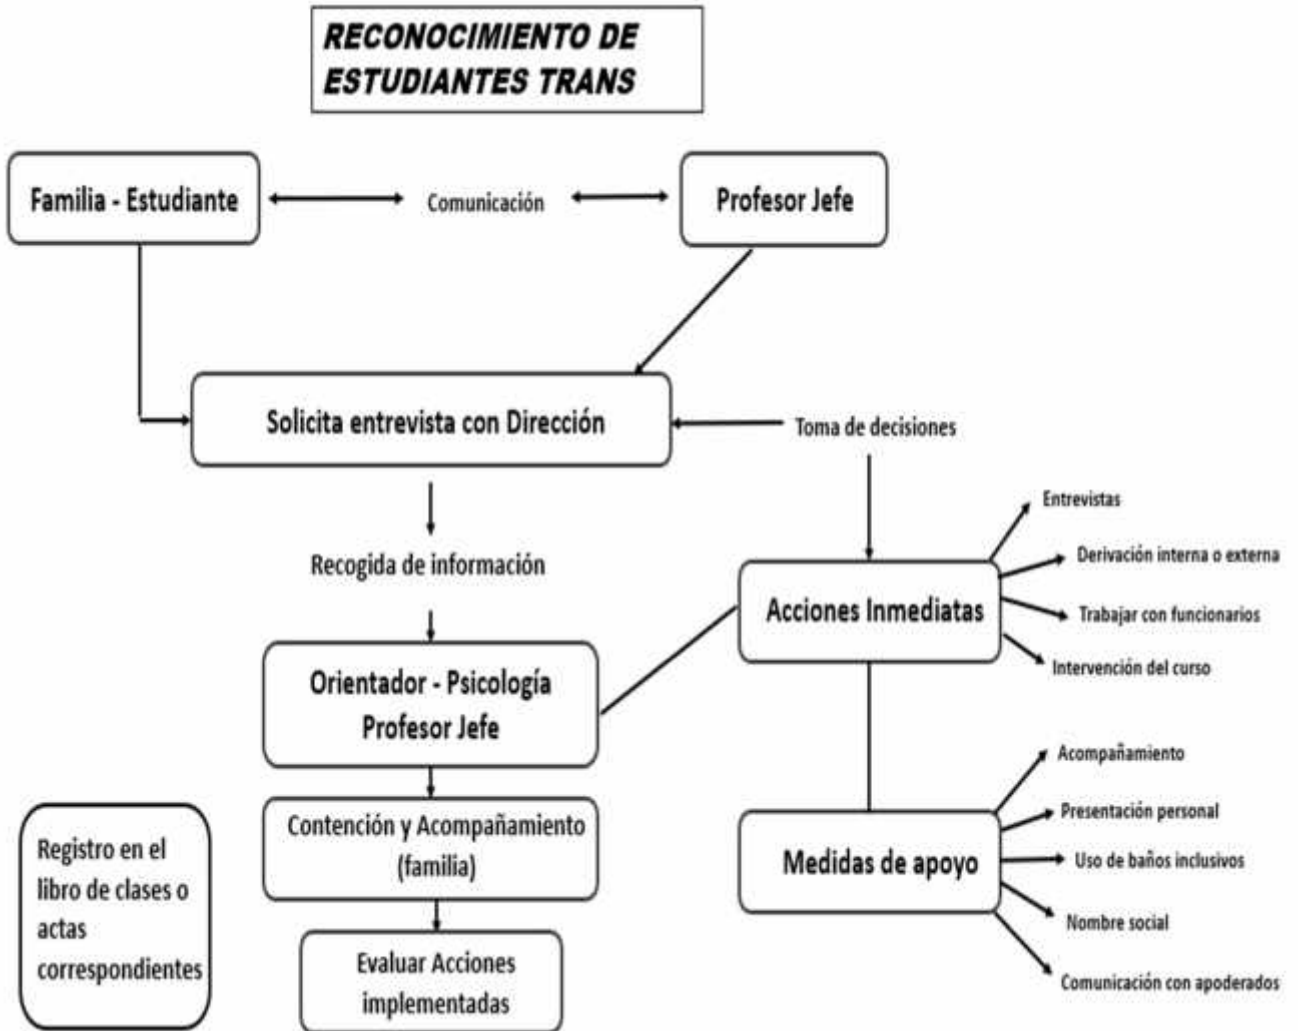 RECONOCIMIENTO DE
ESTUDIANTES TRANS
Familia - Estudiante
Comunicación
Profesor Jefe
Solicita entrevista con Dirección
Toma de decisiones
Recogida de información
Entrevistas
Derivación interna o externa
Acciones Inmediatas
Trabajar con funcionarios
Intervención del curso
Orientador - Psicología
Profesor Jefe
Contención y Acompañamiento
(familia)
Acompañamiento
Presentación personal
Medidas de apoyo
Uso de baños inclusivos
Nombre social
Comunicación con apoderados
Registro en el
libro de clases o
actas
correspondientes
Evaluar Acciones
implementadas